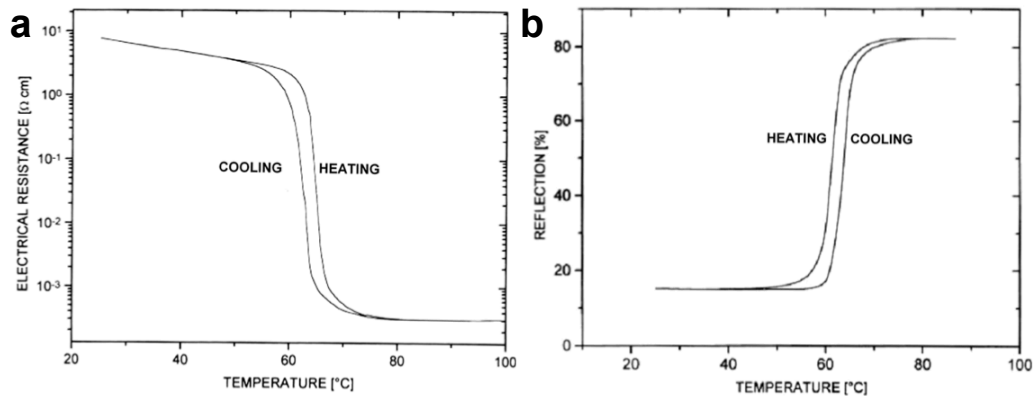 a
ELECTRICAL RESISTANCE [Ω cm]
10¹
10⁰
10⁻¹
10⁻²
10⁻³
COOLING
HEATING
20
40
60
80
100
TEMPERATURE [°C]
b
REFLECTION [%]
80
60
40
20
0
HEATING
COOLING
20
40
60
80
100
TEMPERATURE [°C]